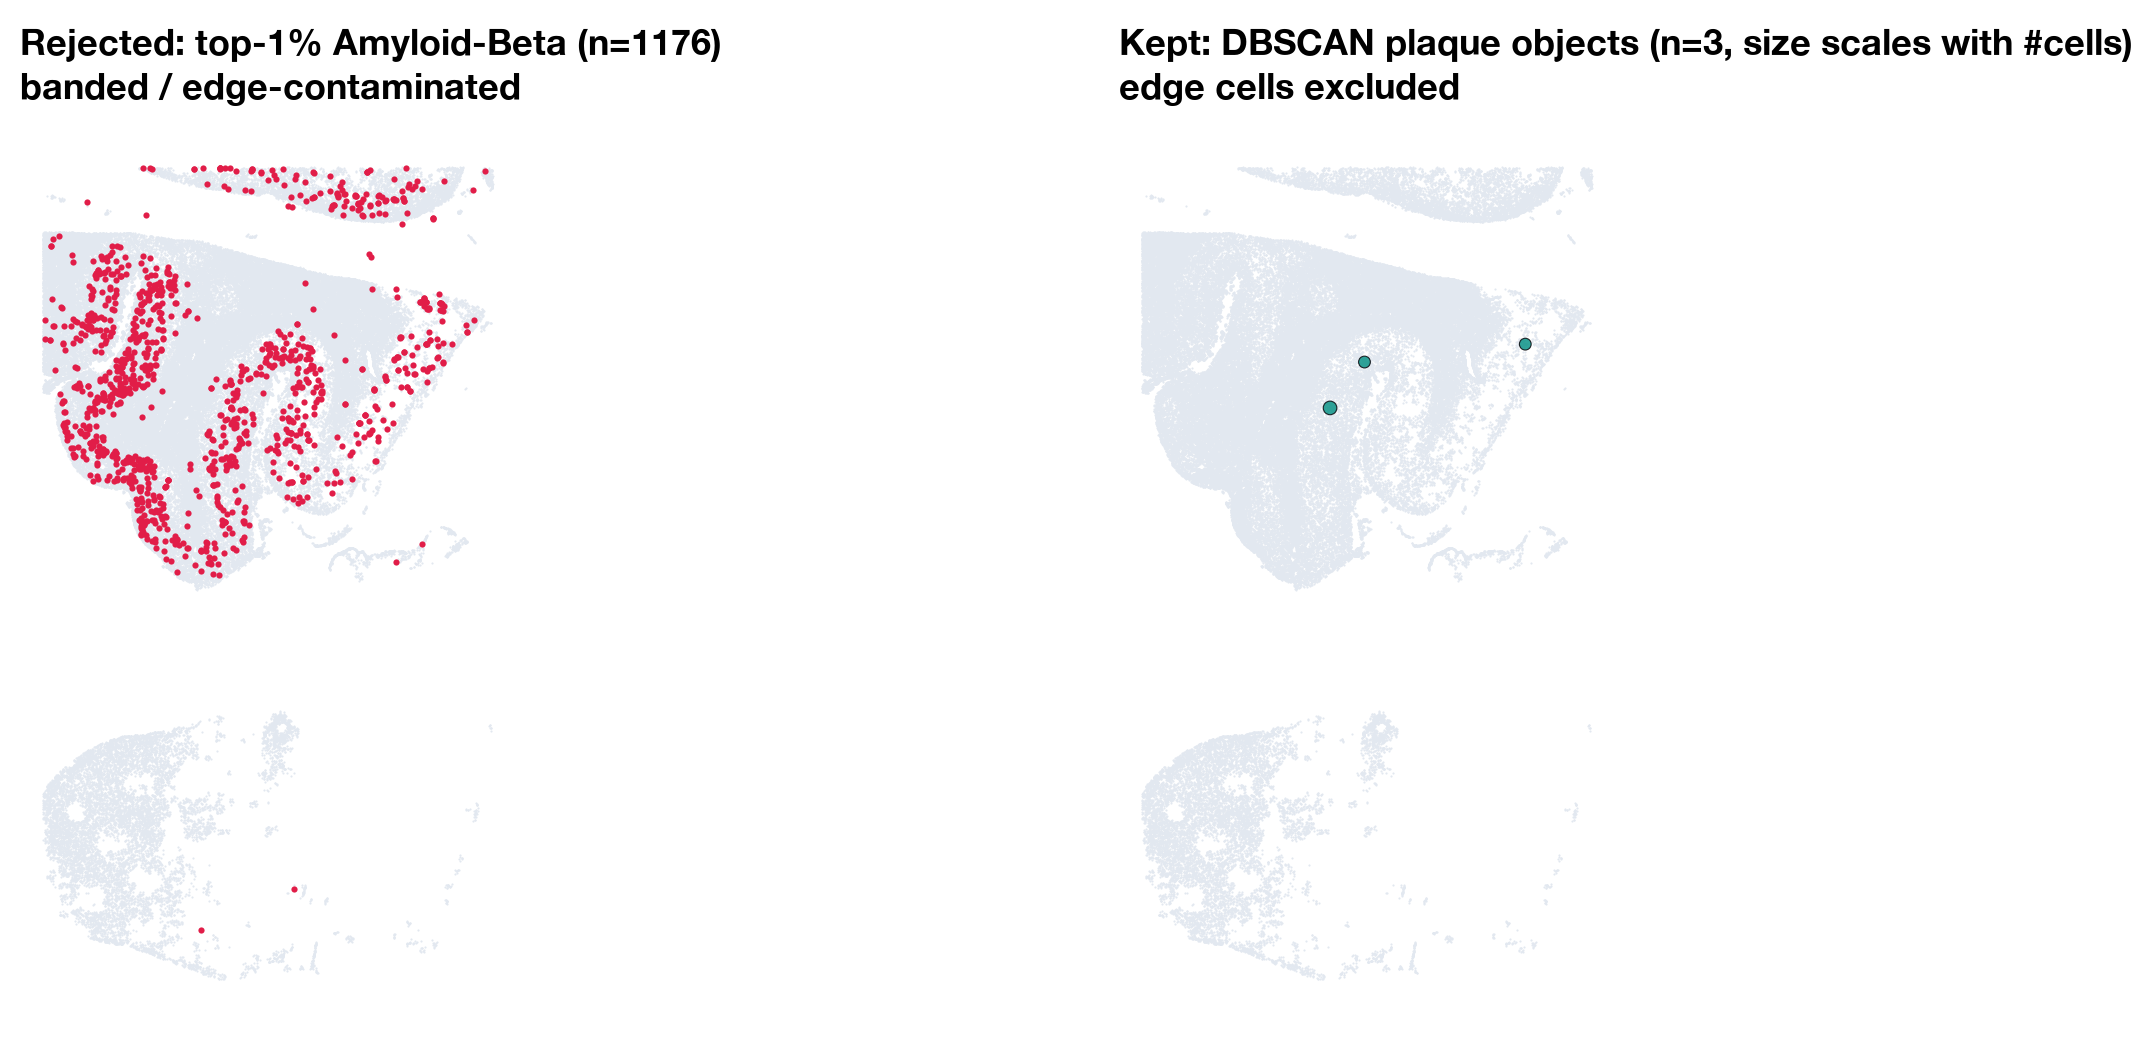 Rejected: top-1% Amyloid-Beta (n=1176)
banded / edge-contaminated
Kept: DBSCAN plaque objects (n=3, size scales with #cells)
edge cells excluded